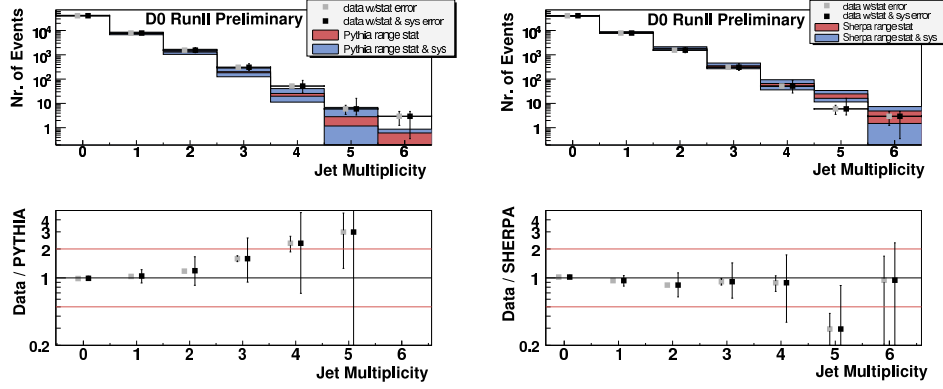 D0 RunII Preliminary
data w/stat error
data w/stat & sys error
Pythia range stat
Pythia range stat & sys
Nr. of Events
10⁴
10³
10²
10
1
0 1 2 3 4 5 6
Jet Multiplicity
D0 RunII Preliminary
data w/stat error
data w/stat & sys error
Sherpa range stat
Sherpa range stat & sys
Nr. of Events
10⁴
10³
10²
10
1
0 1 2 3 4 5 6
Jet Multiplicity
Data / PYTHIA
4
3
2
1
0.2
0 1 2 3 4 5 6
Jet Multiplicity
Data / SHERPA
4
3
2
1
0.2
0 1 2 3 4 5 6
Jet Multiplicity